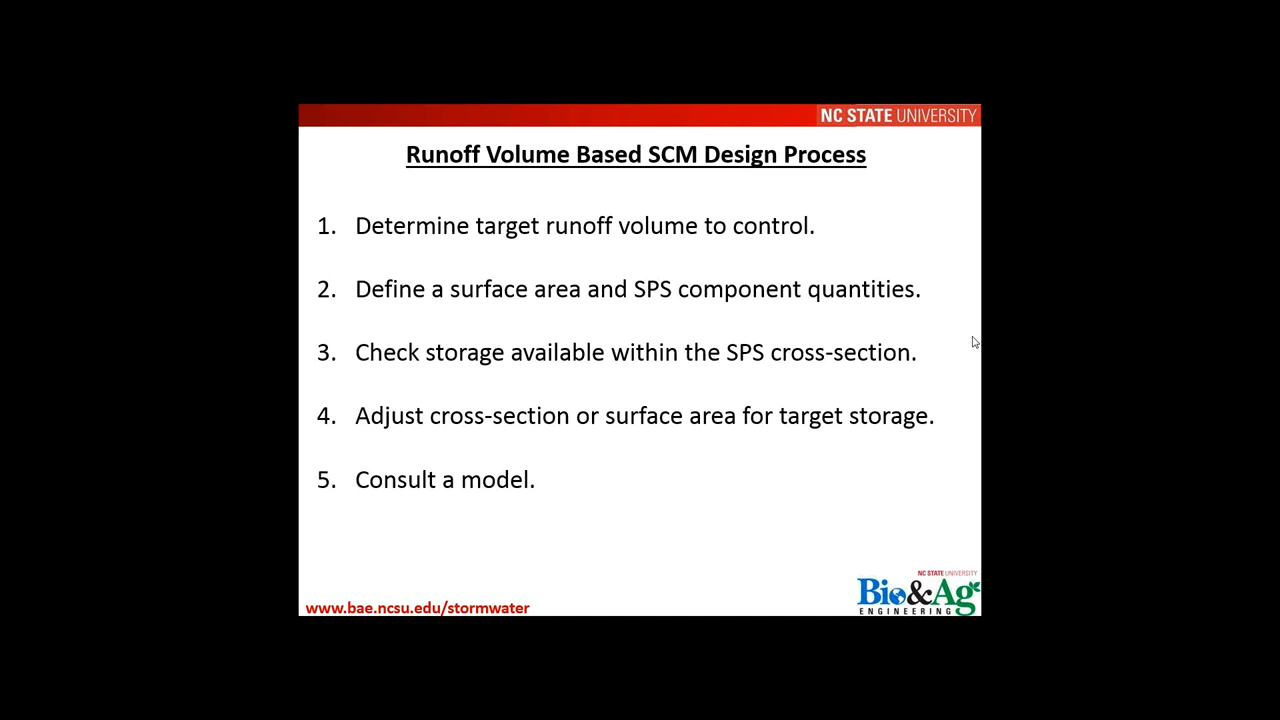 NC STATE UNIVERSITY
Runoff Volume Based SCM Design Process
1. Determine target runoff volume to control.
2. Define a surface area and SPS component quantities.
3. Check storage available within the SPS cross-section.
4. Adjust cross-section or surface area for target storage.
5. Consult a model.
NC STATE UNIVERSITY
Bio&Ag
ENGINEERING
www.bae.ncsu.edu/stormwater